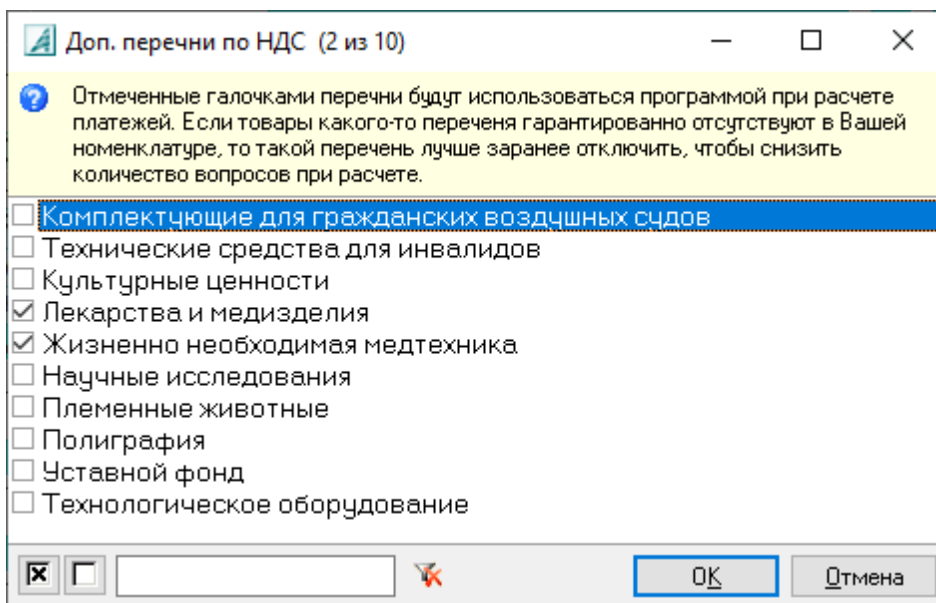 Доп. перечни по НДС (2 из 10)
Отмеченные галочками перечни будут использоваться программой при расчете
платежей. Если товары какого-то переченя гарантированно отсутствуют в Вашей
номенклатуре, то такой перечень лучше заранее отключить, чтобы снизить
количество вопросов при расчете.
Комплектующие для гражданских воздушных судов
Технические средства для инвалидов
Культурные ценности
Лекарства и медизделия
Жизненно необходимая медтехника
Научные исследования
Племенные животные
Полиграфия
Уставной фонд
Технологическое оборудование
OK Отмена